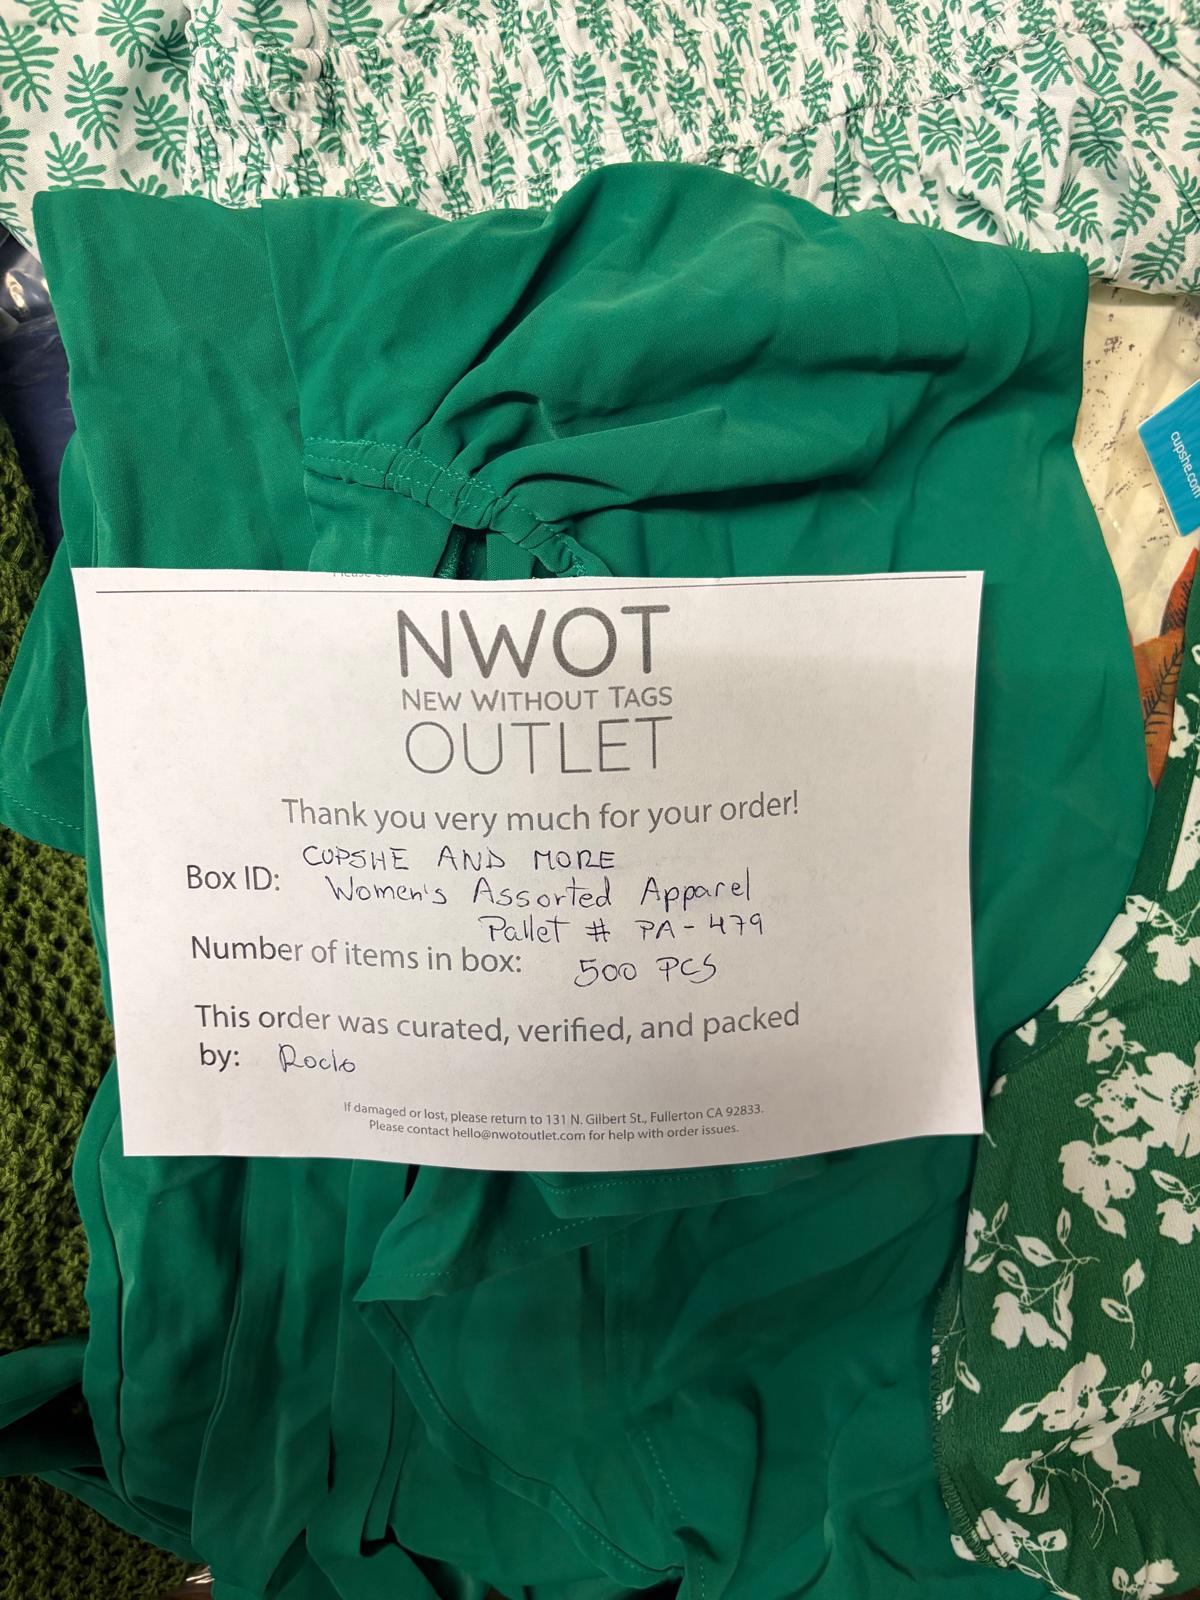 cupshe.com
NWOT
NEW WITHOUT TAGS
OUTLET
Thank you very much for your order!
Box ID: CUPSHE AND MORE
Women's Assorted Apparel
Pallet # PA-479
Number of items in box: 500 PCS
This order was curated, verified, and packed
by: Rocio
If damaged or lost, please return to 131 N. Gilbert St., Fullerton CA 92833.
Please contact hello@nwotoutlet.com for help with order issues.